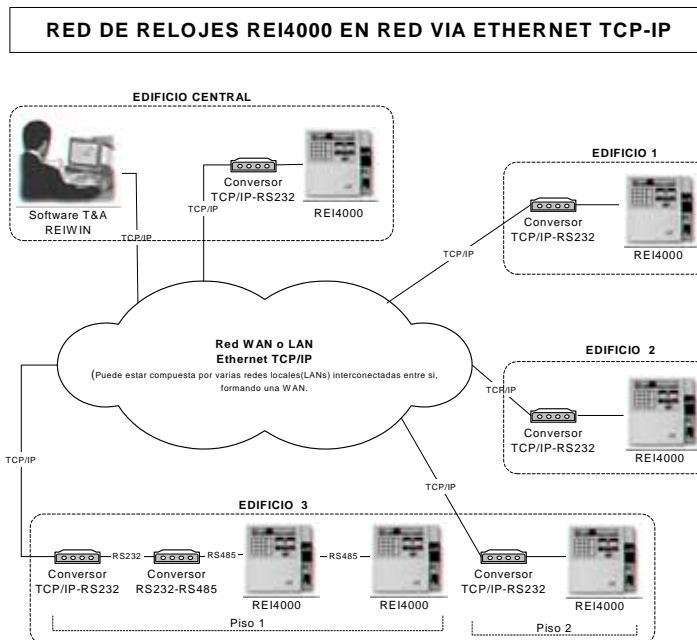 RED DE RELOJES REI4000 EN RED VIA ETHERNET TCP-IP
EDIFICIO CENTRAL
Software T&A
REIWIN
TCP/IP
TCP/IP
Conversor
TCP/IP-RS232
REI4000
EDIFICIO 1
Conversor
TCP/IP-RS232
REI4000
TCP/IP
Red WAN o LAN
Ethernet TCP/IP
(Puede estar compuesta por varias redes locales(LANs) interconectadas entre si,
formando una WAN.
EDIFICIO 2
TCP/IP
Conversor
TCP/IP-RS232
REI4000
TCP/IP
TCP/IP
EDIFICIO 3
Conversor
TCP/IP-RS232
RS232
Conversor
RS232-RS485
RS485
REI4000
RS485
REI4000
Piso 1
Conversor
TCP/IP-RS232
REI4000
Piso 2